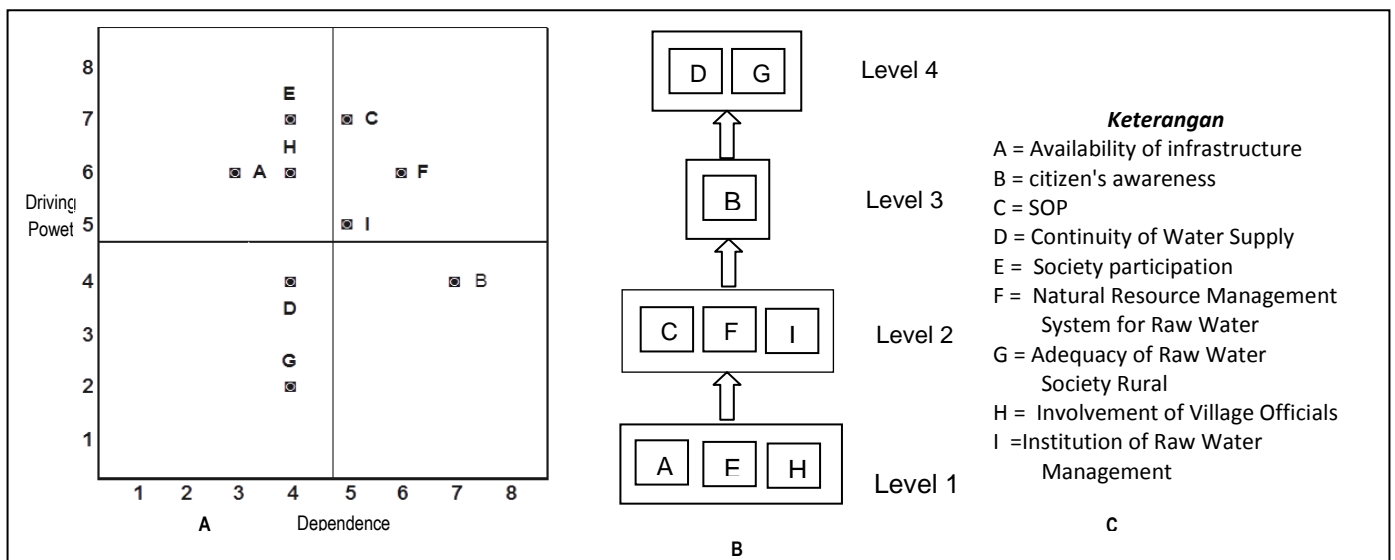 8
7
6
5
4
3
2
1
Driving
Powet
E
C
H
A
F
I
B
D
G
1 2 3 4 5 6 7 8
A Dependence
D G Level 4
B Level 3
C F I Level 2
A E H Level 1
B
Keterangan
A = Availability of infrastructure
B = citizen's awareness
C = SOP
D = Continuity of Water Supply
E = Society participation
F = Natural Resource Management
System for Raw Water
G = Adequacy of Raw Water
Society Rural
H = Involvement of Village Officials
I =Institution of Raw Water
Management
C